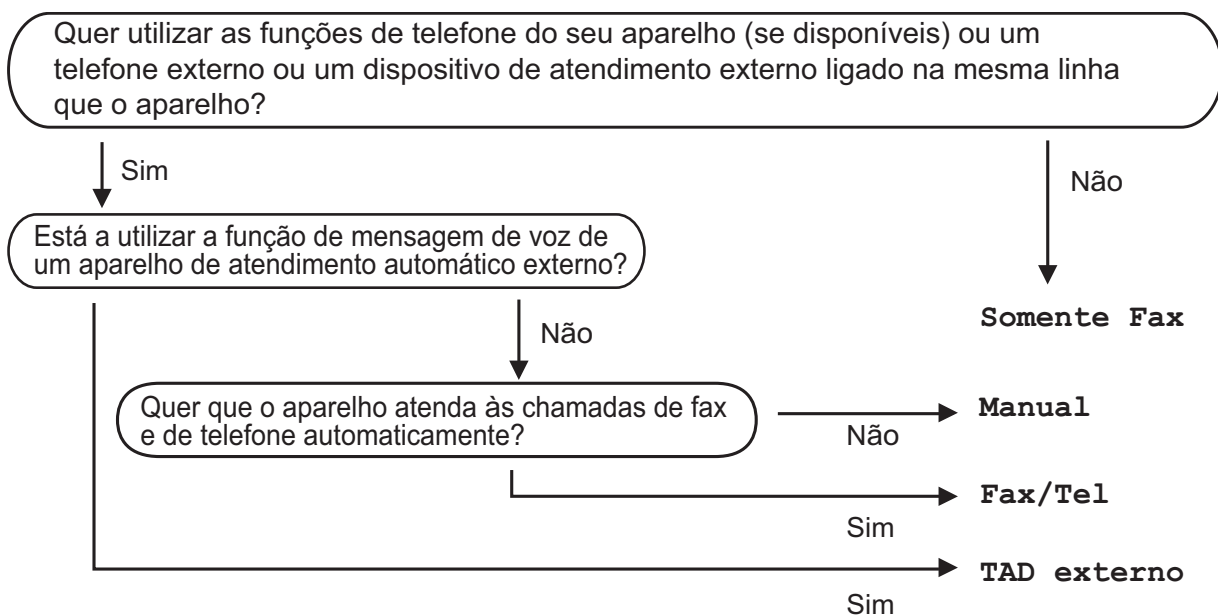 Quer utilizar as funções de telefone do seu aparelho (se disponíveis) ou um
telefone externo ou um dispositivo de atendimento externo ligado na mesma linha
que o aparelho?
Sim
Não
Está a utilizar a função de mensagem de voz de
um aparelho de atendimento automático externo?
Somente Fax
Não
Quer que o aparelho atenda às chamadas de fax
e de telefone automaticamente?
Manual
Não
Fax/Tel
Sim
TAD externo
Sim